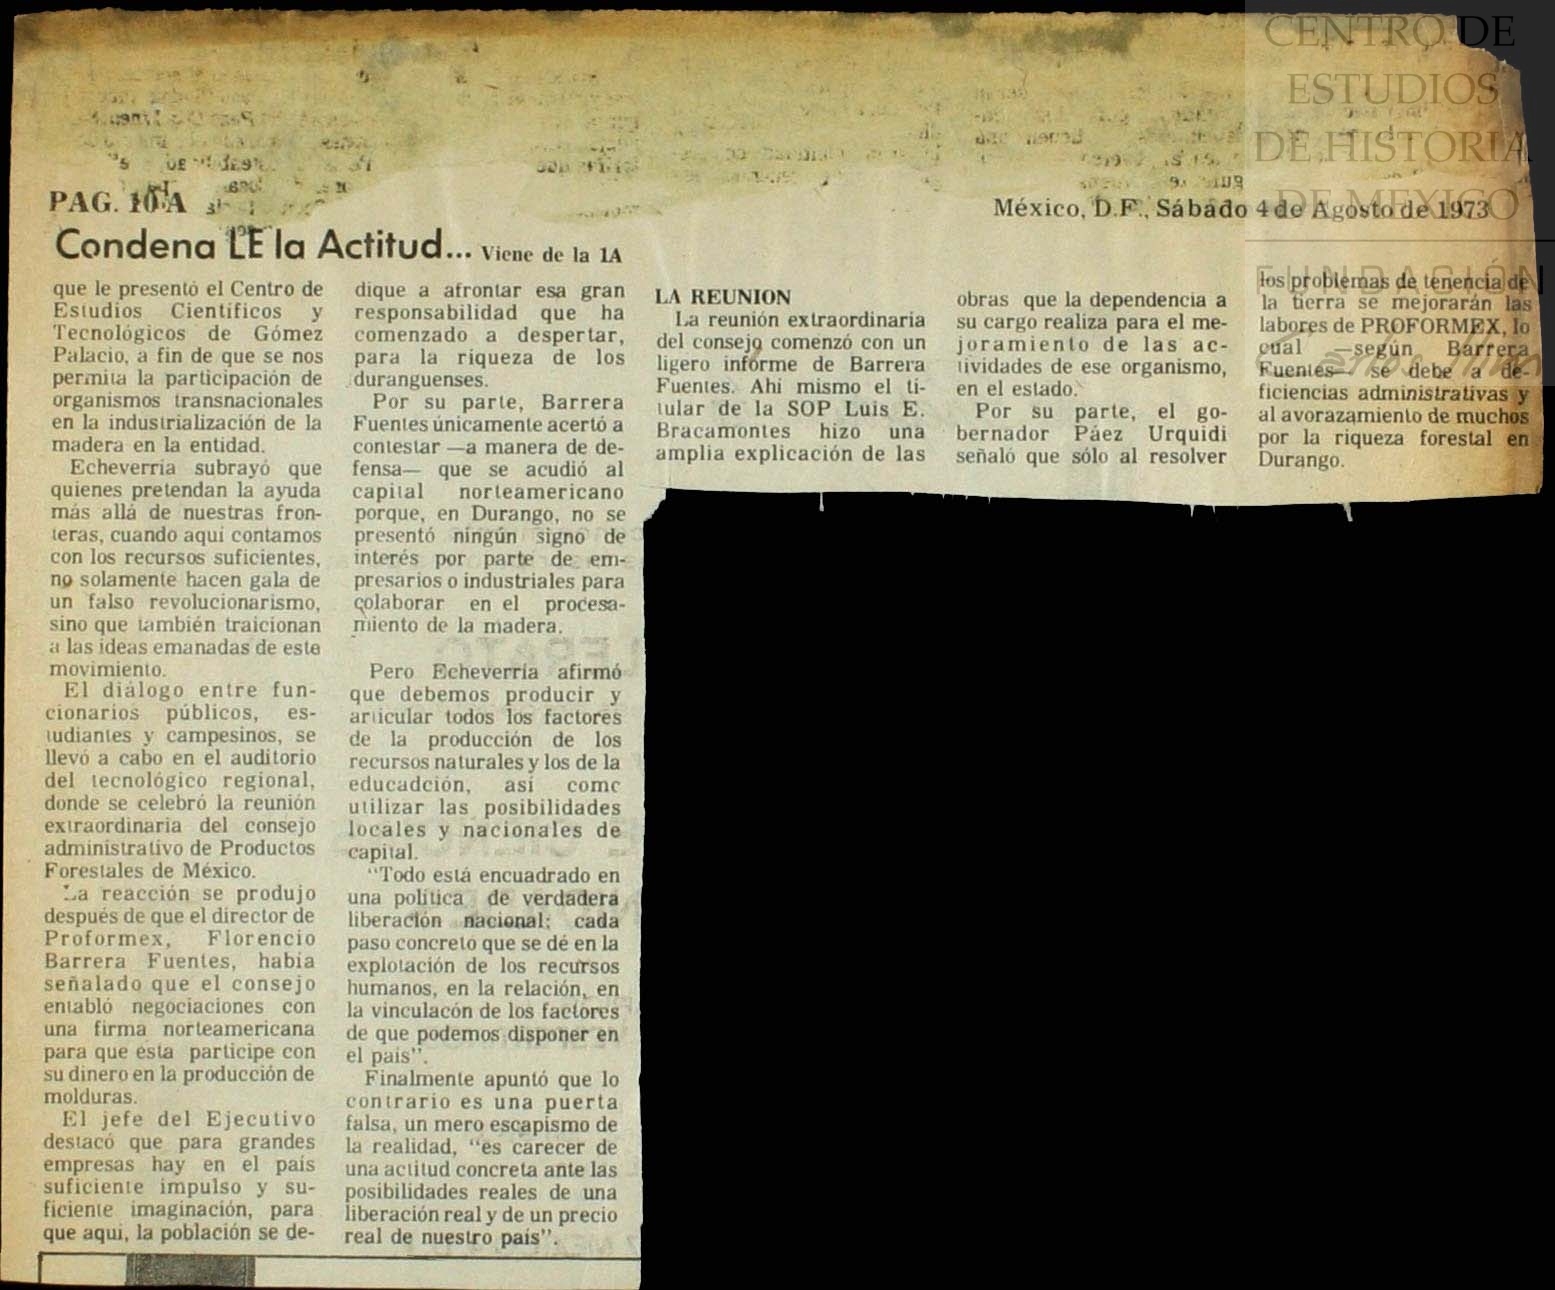 CENTRO DE
ESTUDIOS
DE HISTORIA
DE MEXICO
FUNDACIÓN
PAG. 10 A
México, D.F., Sábado 4 de Agosto de 1973
Condena LE la Actitud... Viene de la 1A
que le presentó el Centro de
Estudios Científicos y
Tecnológicos de Gómez
Palacio, a fin de que se nos
permita la participación de
organismos transnacionales
en la industrialización de la
madera en la entidad.
Echeverría subrayó que
quienes pretendan la ayuda
más allá de nuestras fron-
teras, cuando aquí contamos
con los recursos suficientes,
no solamente hacen gala de
un falso revolucionarismo,
sino que también traicionan
a las ideas emanadas de este
movimiento.
El diálogo entre fun-
cionarios públicos, es-
tudiantes y campesinos, se
llevó a cabo en el auditorio
del tecnológico regional,
donde se celebró la reunión
extraordinaria del consejo
administrativo de Productos
Forestales de México.
La reacción se produjo
después de que el director de
Proformex, Florencio
Barrera Fuentes, había
señalado que el consejo
entabló negociaciones con
una firma norteamericana
para que ésta participe con
su dinero en la producción de
molduras.
El jefe del Ejecutivo
destacó que para grandes
empresas hay en el país
suficiente impulso y su-
ficiente imaginación, para
que aquí, la población se de-
dique a afrontar esa gran
responsabilidad que ha
comenzado a despertar,
para la riqueza de los
duranguenses.
Por su parte, Barrera
Fuentes únicamente acertó a
contestar —a manera de de-
fensa— que se acudió al
capital norteamericano
porque, en Durango, no se
presentó ningún signo de
interés por parte de em-
presarios o industriales para
colaborar en el procesa-
miento de la madera.
Pero Echeverría afirmó
que debemos producir y
articular todos los factores
de la producción de los
recursos naturales y los de la
educadción, así come
utilizar las posibilidades
locales y nacionales de
capital.
"Todo está encuadrado en
una política de verdadera
liberación nacional; cada
paso concreto que se dé en la
explotación de los recursos
humanos, en la relación, en
la vinculacón de los factores
de que podemos disponer en
el país".
Finalmente apuntó que lo
contrario es una puerta
falsa, un mero escapismo de
la realidad, "es carecer de
una actitud concreta ante las
posibilidades reales de una
liberación real y de un precio
real de nuestro país".
LA REUNION
La reunión extraordinaria
del consejo comenzó con un
ligero informe de Barrera
Fuentes. Ahí mismo el ti-
tular de la SOP Luis E.
Bracamontes hizo una
amplia explicación de las
obras que la dependencia a
su cargo realiza para el me-
joramiento de las ac-
tividades de ese organismo,
en el estado.
Por su parte, el go-
bernador Páez Urquidi
señaló que sólo al resolver
los problemas de tenencia de
la tierra se mejorarán las
labores de PROFORMEX, lo
cual —según Barrera
Fuentes— se debe a de-
ficiencias administrativas y
al avorazamiento de muchos
por la riqueza forestal en
Durango.